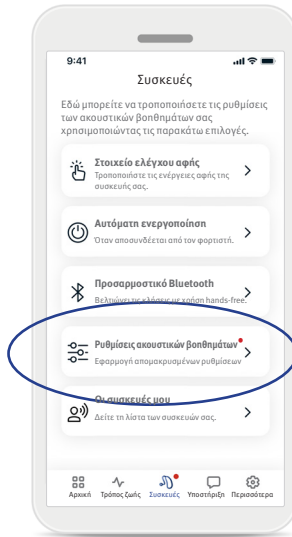 9:41
Συσκευές
Εδώ μπορείτε να τροποποιήσετε τις ρυθμίσεις
των ακουστικών βοηθημάτων σας
χρησιμοποιώντας τις παρακάτω επιλογές.
Στοιχείο ελέγχου αφής
Τροποποιήστε τις ενέργειες αφής της
συσκευής σας.
Αυτόματη ενεργοποίηση
Όταν αποσυνδέεται από τον φορτιστή.
Προσαρμοστικό Bluetooth
Βελτιώνει τις κλήσεις με χρήση hands-free.
Ρυθμίσεις ακουστικών βοηθημάτων
Εφαρμογή απομακρυσμένων ρυθμίσεων
Οι συσκευές μου
Δείτε τη λίστα των συσκευών σας.
Αρχική Τρόπος ζωής Συσκευές Υποστήριξη Περισσότερα